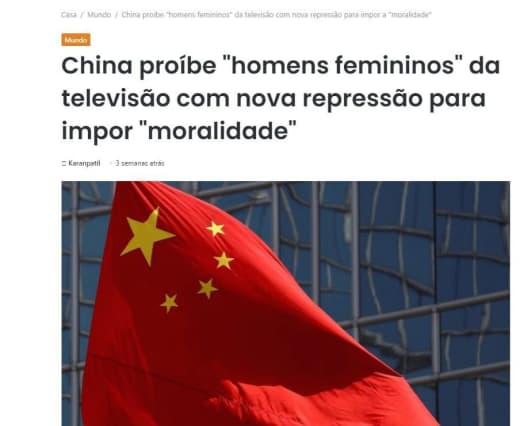 Casa / Mundo / China proíbe "homens femininos" da televisão com nova repressão para impor a "moralidade"
Mundo
China proíbe "homens femininos" da
televisão com nova repressão para
impor "moralidade"
Karanpatil · 3 semanas atrás